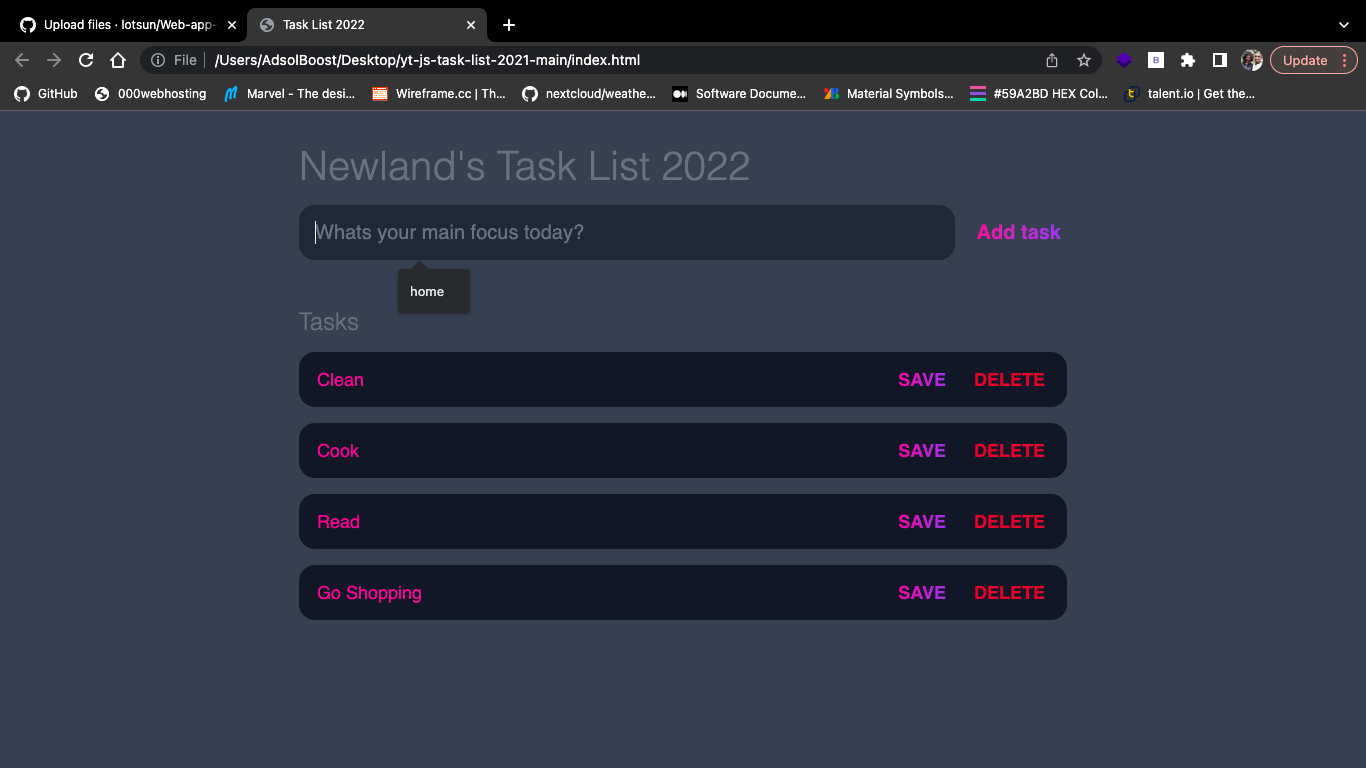 Upload files · lotsun/Web-app-
Task List 2022
File
/Users/AdsolBoost/Desktop/yt-js-task-list-2021-main/index.html
B
Update
GitHub
000webhosting
Marvel - The desi...
Wireframe.cc | Th...
nextcloud/weathe...
Software Docume...
Material Symbols...
#59A2BD HEX Col...
talent.io | Get the...
Newland's Task List 2022
Whats your main focus today?
Add task
home
Tasks
Clean SAVE DELETE
Cook SAVE DELETE
Read SAVE DELETE
Go Shopping SAVE DELETE